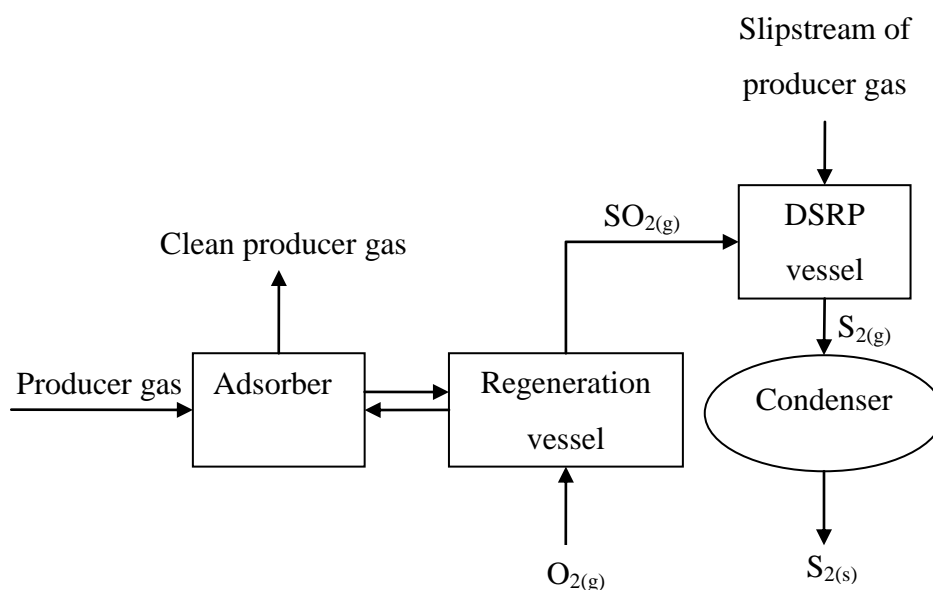 Slipstream of
producer gas
SO2(g)
DSRP
vessel
Clean producer gas
S2(g)
Producer gas
Adsorber
Regeneration
vessel
Condenser
O2(g)
S2(s)